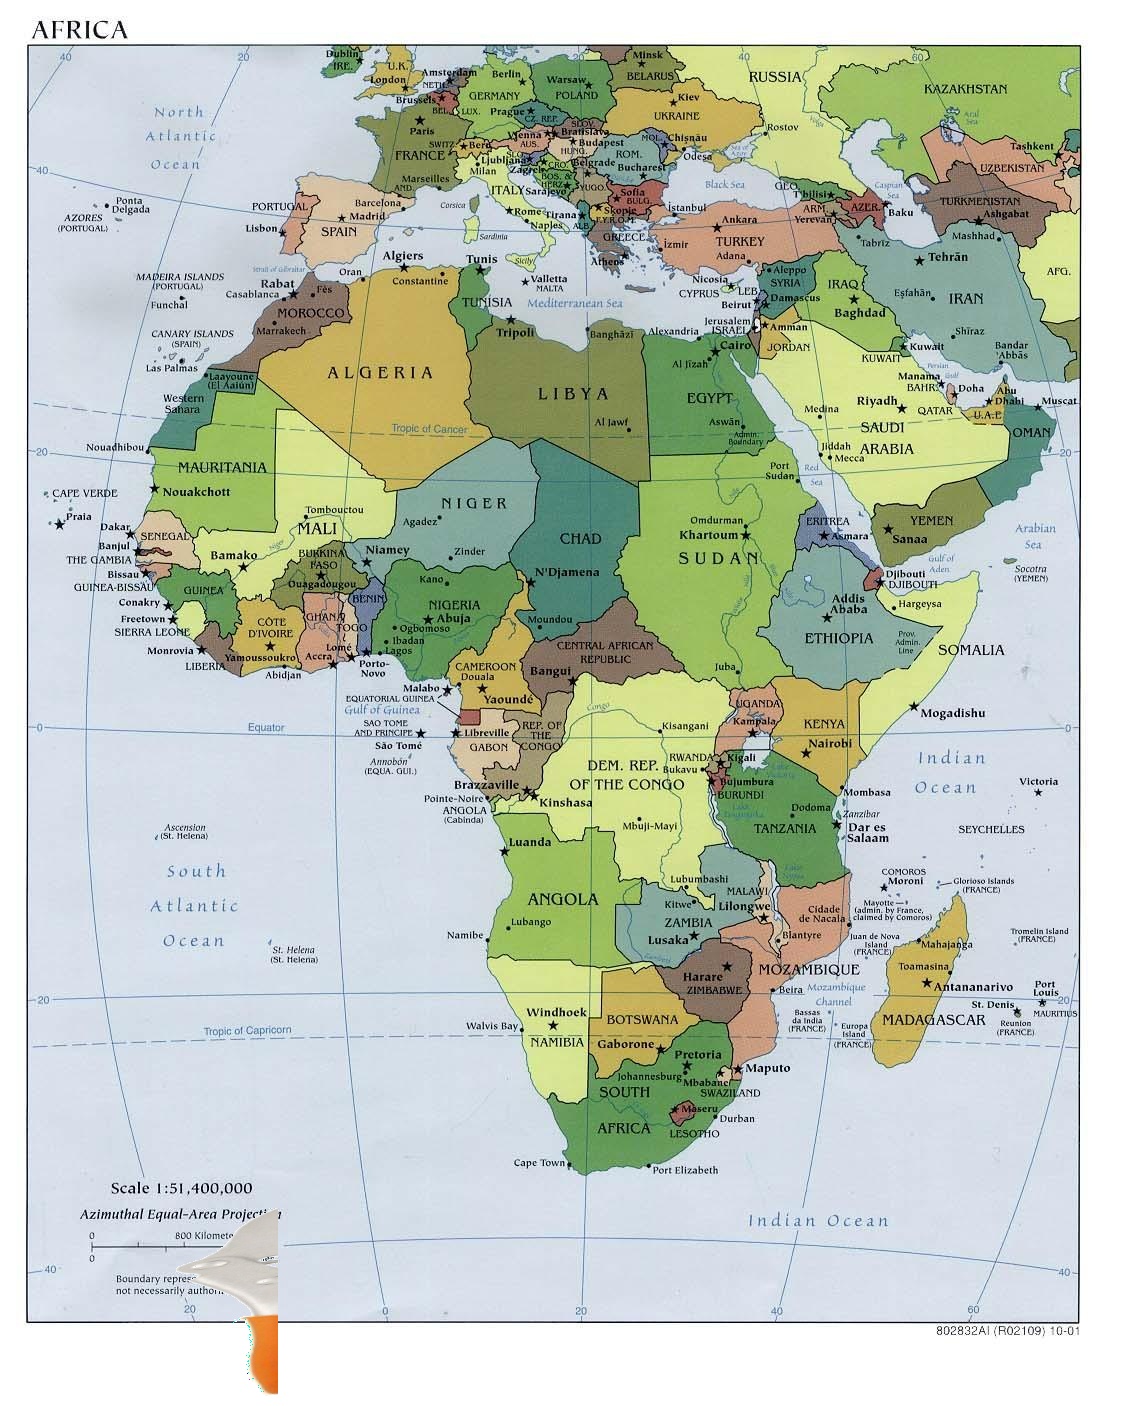 AFRICA
40
20
20
40
60
Dublin
IRE.
U.K.
London
Amsterdam
NETH.
Brussels
BEL.
LUX.
Berlin
GERMANY
Warsaw
POLAND
Minsk
BELARUS
RUSSIA
KAZAKHSTAN
Aral
Sea
Tashkent
UZBEKISTAN
North
Atlantic
Ocean
Paris
FRANCE
Prague
CZ. REP.
SLOV.
Vienna
AUS.
Bratislava
Budapest
HUNG.
Kiev
UKRAINE
Rostov
Volga
MOL.
Chişnău
Odesa
Sea of
Azov
SWITZ.
Bern
Milan
Ljubljana
SLO.
Zagreb
CRO.
BOS. &
HERZ.
Belgrade
YUGO.
ROM.
Bucharest
Marseilles
AND.
ITALY
Sarajevo
Sofia
BULG.
Black Sea
GEO.
T'bilisi
Caspian
Sea
TURKMENISTAN
Ashgabat
40
AZORES
(PORTUGAL)
Ponta
Delgada
PORTUGAL
Lisbon
Barcelona
Madrid
SPAIN
Corsica
Rome
Naples
Tirana
ALB.
Skopje
F.Y.R.O.M.
İstanbul
ARM.
Yerevan
AZER.
Baku
Sardinia
GREECE
Athens
İzmir
Ankara
TURKEY
Adana
Tabrīz
Mashhad
Tehrān
Strait of Gibraltar
Algiers
Oran
Constantine
Tunis
Sicily
Valletta
MALTA
Nicosia
CYPRUS
LEB.
Beirut
Aleppo
SYRIA
Damascus
IRAQ
Baghdad
Eşfahān
IRAN
AFG.
MADEIRA ISLANDS
(PORTUGAL)
Funchal
Rabat
Casablanca
Fès
MOROCCO
Marrakech
TUNISIA
Tripoli
Mediterranean Sea
Banghāzī
Alexandria
Jerusalem
ISRAEL
Amman
JORDAN
Cairo
Al Jīzah
KUWAIT
Kuwait
Shīrāz
Bandar
'Abbās
CANARY ISLANDS
(SPAIN)
Las Palmas
Laayoune
(El Aaiún)
Western
Sahara
ALGERIA
LIBYA
EGYPT
Persian
Gulf
Manama
BAHR.
Doha
QATAR
Abu
Dhabi
U.A.E
Muscat
OMAN
Riyadh
SAUDI
ARABIA
Medina
Tropic of Cancer
Al Jawf
Aswān
Admin.
Boundary
Jiddah
Mecca
Nouadhibou
20
20
MAURITANIA
Nouakchott
Port
Sudan
Red
Sea
CAPE VERDE
Praia
NIGER
Agadez
CHAD
Tombouctou
MALI
Niger
Dakar
SENEGAL
Banjul
THE GAMBIA
Bissau
GUINEA-BISSAU
Bamako
BURKINA
FASO
Ouagadougou
Niamey
Zinder
N'Djamena
Omdurman
Khartoum
SUDAN
Nile
ERITREA
Asmara
YEMEN
Sanaa
Arabian
Sea
Gulf of
Aden
Socotra
(YEMEN)
Djibouti
DJIBOUTI
GUINEA
Conakry
Freetown
SIERRA LEONE
Monrovia
LIBERIA
CÔTE
D'IVOIRE
Yamoussoukro
Abidjan
GHANA
TOGO
BENIN
Accra
Lomé
Porto-
Novo
Kano
NIGERIA
Abuja
Ogbomoso
Ibadan
Lagos
Moundou
Addis
Ababa
ETHIOPIA
Hargeysa
Prov.
Admin.
Line
SOMALIA
CENTRAL AFRICAN
REPUBLIC
Bangui
CAMEROON
Douala
Yaoundé
Juba
Malabo
EQUATORIAL GUINEA
Gulf of Guinea
SAO TOME
AND PRINCIPE
São Tomé
Annobón
(EQUA. GUI.)
Libreville
GABON
REP. OF
THE
CONGO
Congo
Kisangani
DEM. REP.
OF THE CONGO
UGANDA
Kampala
KENYA
Nairobi
Mogadishu
0
Equator
0
Indian
Ocean
RWANDA
Kigali
Bukavu
Bujumbura
BURUNDI
Lake
Victoria
Brazzaville
Pointe-Noire
Kinshasa
ANGOLA
(Cabinda)
Mombasa
Victoria
SEYCHELLES
Mbuji-Mayi
Lake
Tanganyika
Dodoma
TANZANIA
Zanzibar
Dar es
Salaam
Ascension
(St. Helena)
Luanda
South
Atlantic
Ocean
ANGOLA
Lubango
Namibe
Lubumbashi
Kitwe
ZAMBIA
Lusaka
Zambezi
MALAWI
Lilongwe
Lake
Nyasa
Cidade
de Nacala
Blantyre
COMOROS
Moroni
Mayotte
(admin. by France,
claimed by Comoros)
Glorioso Islands
(FRANCE)
Juan de Nova
Island
(FRANCE)
Mahajanga
Tromelin Island
(FRANCE)
St. Helena
(St. Helena)
Harare
ZIMBABWE
MOZAMBIQUE
Beira
Mozambique
Channel
Toamasina
Antananarivo
MADAGASCAR
Port
Louis
MAURITIUS
St. Denis
Reunion
(FRANCE)
20
20
Bassas
da India
(FRANCE)
Europa
Island
(FRANCE)
Windhoek
Walvis Bay
NAMIBIA
BOTSWANA
Gaborone
Tropic of Capricorn
Pretoria
Johannesburg
Maputo
Mbabane
SWAZILAND
SOUTH
AFRICA
Maseru
LESOTHO
Durban
Cape Town
Port Elizabeth
Scale 1:51,400,000
Azimuthal Equal-Area Projection
0
800 Kilome
0
Indian Ocean
Boundary repres
not necessarily author
40
40
20
0
20
40
60
802832AI (R02109) 10-01